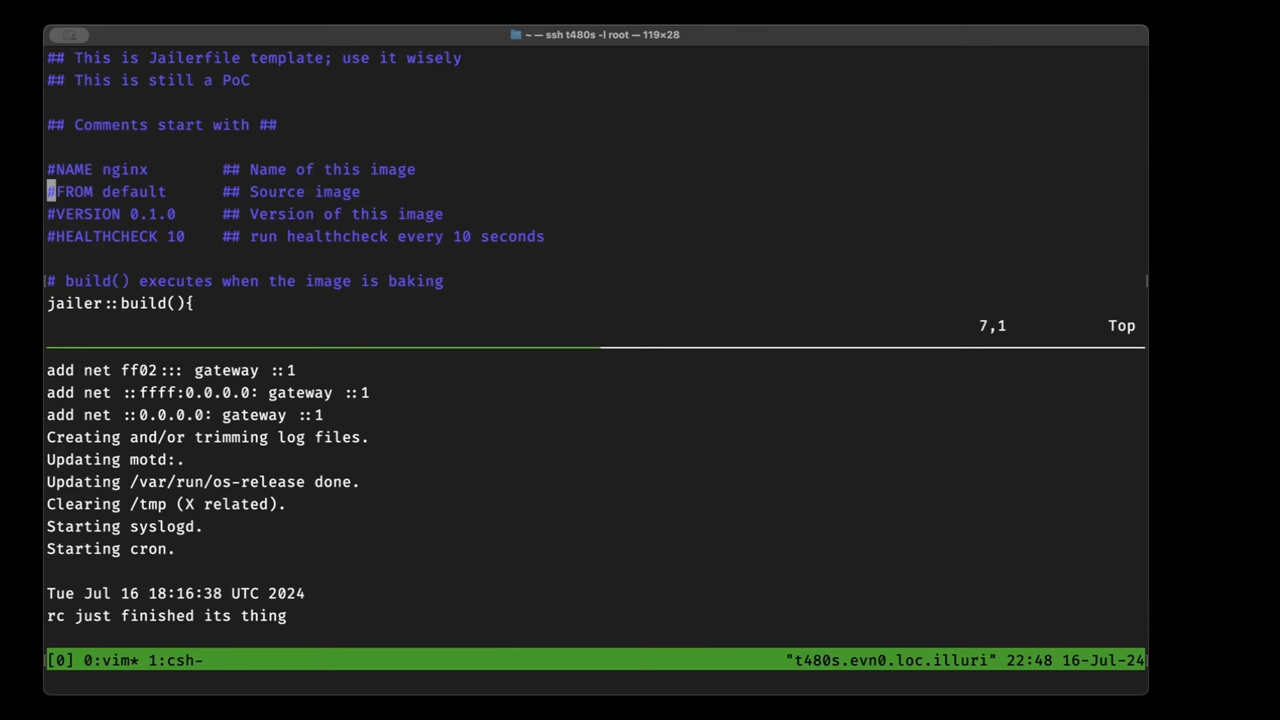 ~ — ssh t480s -l root — 119×28
## This is Jailerfile template; use it wisely
## This is still a PoC
## Comments start with ##
#NAME nginx ## Name of this image
#FROM default ## Source image
#VERSION 0.1.0 ## Version of this image
#HEALTHCHECK 10 ## run healthcheck every 10 seconds
# build() executes when the image is baking
jailer::build(){
7,1 Top
add net ff02::: gateway ::1
add net ::ffff:0.0.0.0: gateway ::1
add net ::0.0.0.0: gateway ::1
Creating and/or trimming log files.
Updating motd:.
Updating /var/run/os-release done.
Clearing /tmp (X related).
Starting syslogd.
Starting cron.
Tue Jul 16 18:16:38 UTC 2024
rc just finished its thing
[0] 0:vim* 1:csh- "t480s.evn0.loc.illuri" 22:48 16-Jul-24